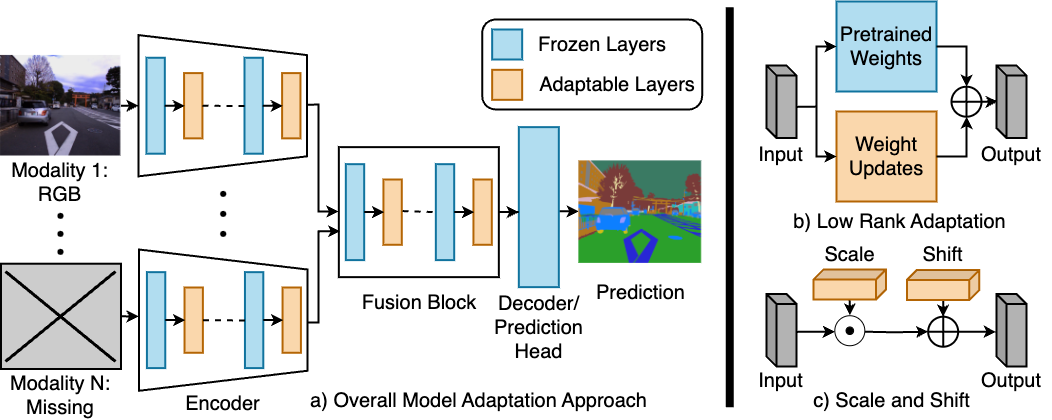 Frozen Layers
Adaptable Layers
Modality 1:
RGB
Modality N:
Missing
Encoder
Fusion Block
Decoder/
Prediction
Head
Prediction
a) Overall Model Adaptation Approach
Pretrained
Weights
Weight
Updates
Input
Output
b) Low Rank Adaptation
Scale
Shift
Input
Output
c) Scale and Shift